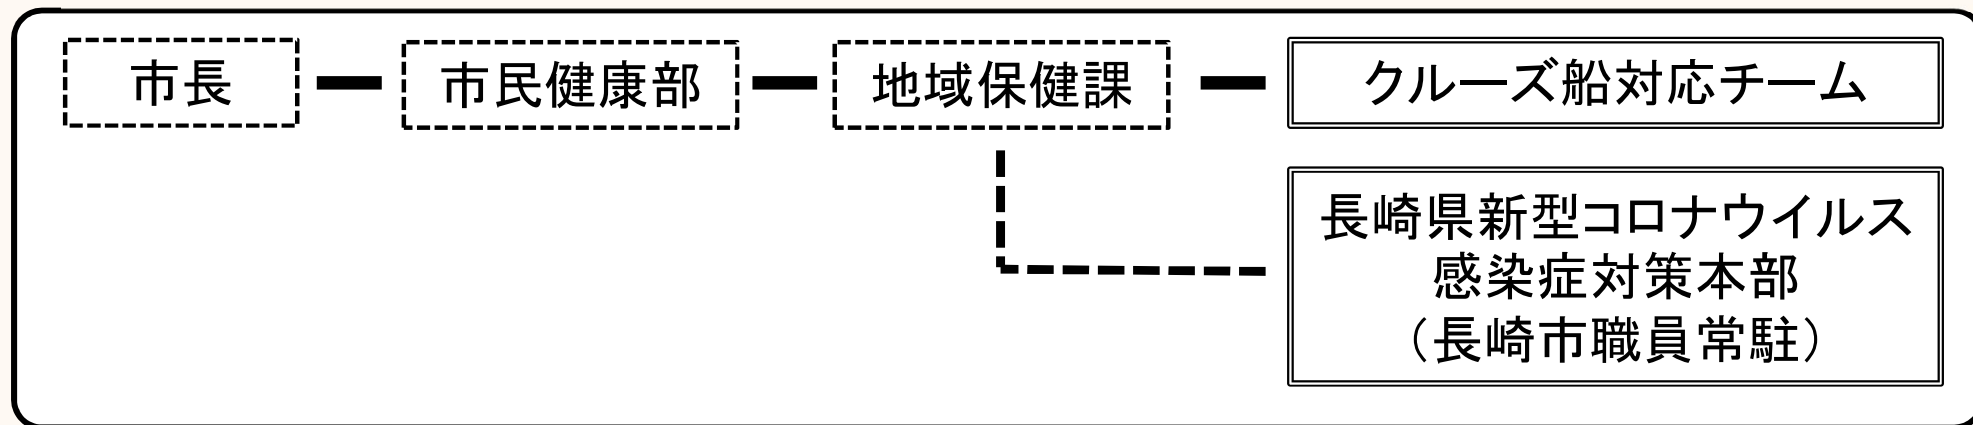 市長
市民健康部
地域保健課
クルーズ船対応チーム
長崎県新型コロナウイルス
感染症対策本部
（長崎市職員常駐）